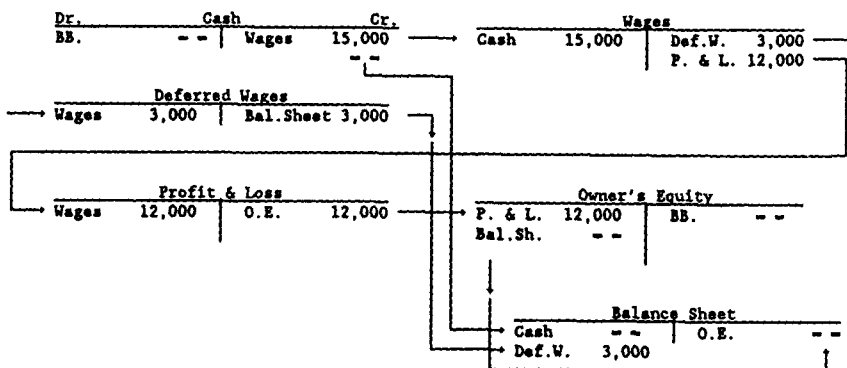 Dr. Cash Cr.
BB. -- Wages 15,000
--
Wages
Cash 15,000 Def.W. 3,000
P. & L. 12,000
Deferred Wages
Wages 3,000 Bal.Sheet 3,000
Profit & Loss
Wages 12,000 O.E. 12,000
Owner's Equity
P. & L. 12,000 BB. --
Bal.Sh. --
Balance Sheet
Cash -- O.E. --
Def.W. 3,000